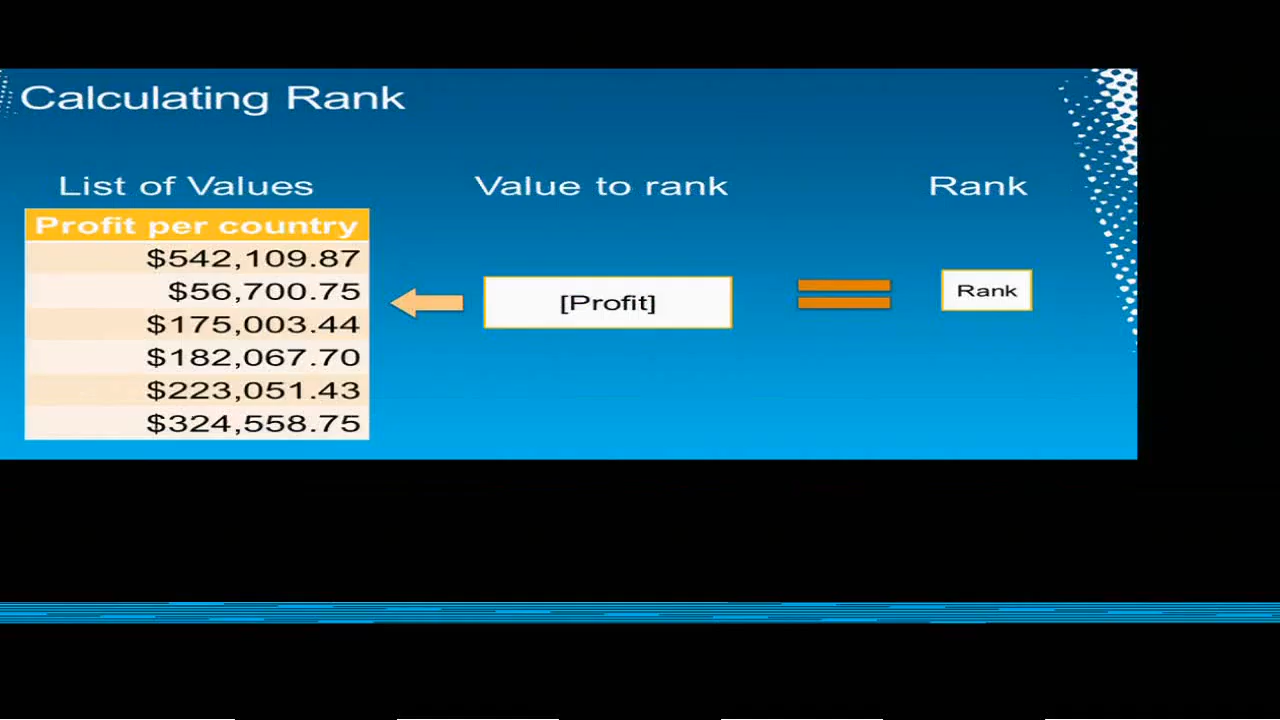 Calculating Rank
List of Values
Value to rank
Rank
Profit per country
$542,109.87
$56,700.75
$175,003.44
$182,067.70
$223,051.43
$324,558.75
[Profit]
Rank